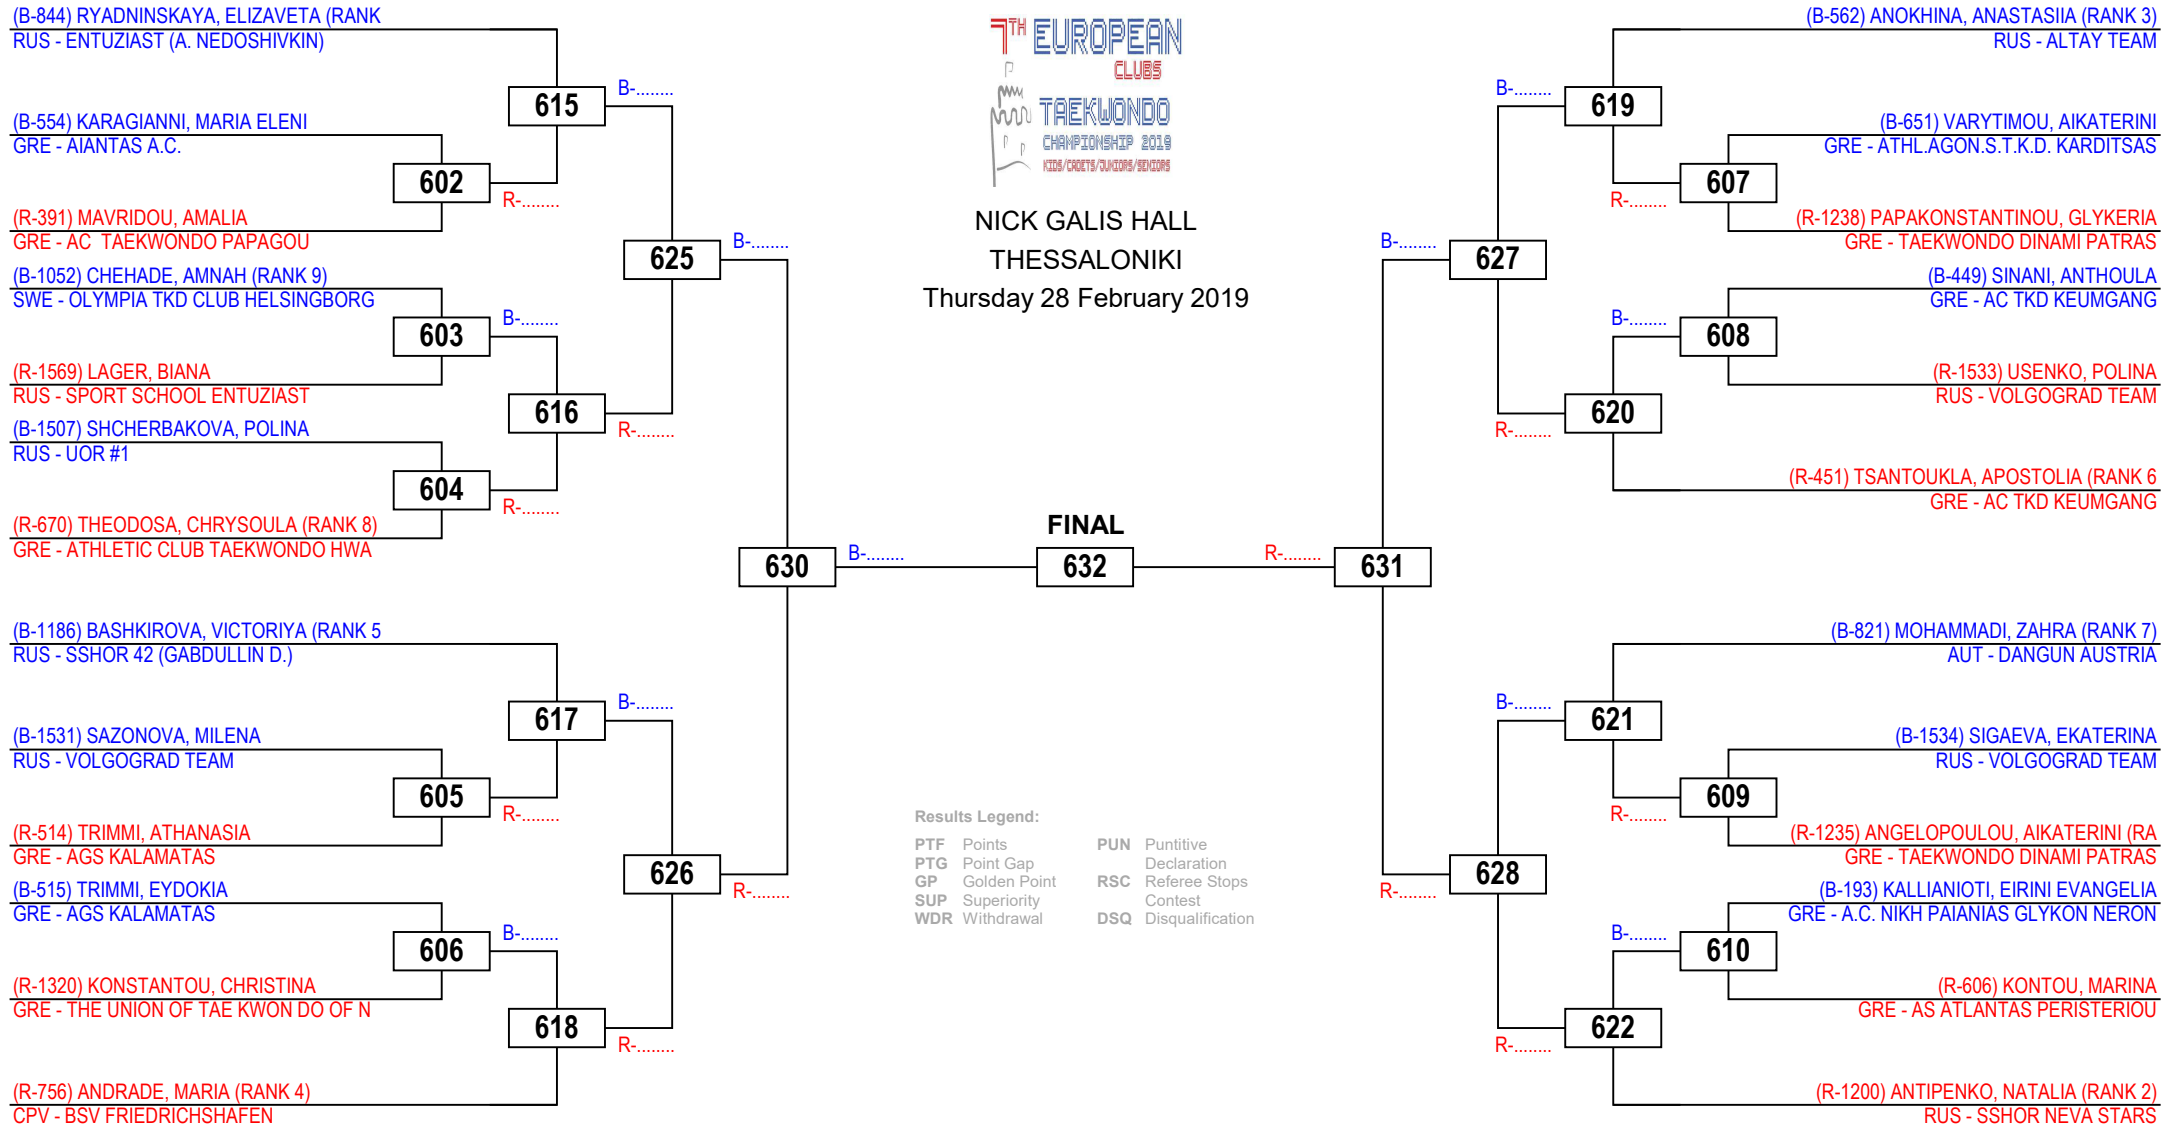 (B-844) RYADNINSKAYA, ELIZAVETA (RANK
RUS - ENTUZIAST (A. NEDOSHIVKIN)
615
B-........
(B-554) KARAGIANNI, MARIA ELENI
GRE - AIANTAS A.C.
602
R-........
(R-391) MAVRIDOU, AMALIA
GRE - AC  TAEKWONDO PAPAGOU
625
B-........
(B-1052) CHEHADE, AMNAH (RANK 9)
SWE - OLYMPIA TKD CLUB HELSINGBORG
603
B-........
(R-1569) LAGER, BIANA
RUS - SPORT SCHOOL ENTUZIAST
616
R-........
(B-1507) SHCHERBAKOVA, POLINA
RUS - UOR #1
604
R-........
(R-670) THEODOSA, CHRYSOULA (RANK 8)
GRE - ATHLETIC CLUB TAEKWONDO HWA
630
B-........
(B-1186) BASHKIROVA, VICTORIYA (RANK 5
RUS - SSHOR 42 (GABDULLIN D.)
617
B-........
(B-1531) SAZONOVA, MILENA
RUS - VOLGOGRAD TEAM
605
R-........
(R-514) TRIMMI, ATHANASIA
GRE - AGS KALAMATAS
626
R-........
(B-515) TRIMMI, EYDOKIA
GRE - AGS KALAMATAS
606
B-........
(R-1320) KONSTANTOU, CHRISTINA
GRE - THE UNION OF TAE KWON DO OF N
618
R-........
(R-756) ANDRADE, MARIA (RANK 4)
CPV - BSV FRIEDRICHSHAFEN
7TH EUROPEAN
CLUBS
TAEKWONDO
CHAMPIONSHIP 2019
KIDS/CADETS/JUNIORS/SENIORS
NICK GALIS HALL
THESSALONIKI
Thursday 28 February 2019
FINAL
632
Results Legend:
PTF Points
PTG Point Gap
GP Golden Point
SUP Superiority
WDR Withdrawal
PUN Puntitive
Declaration
RSC Referee Stops
Contest
DSQ Disqualification
(B-562) ANOKHINA, ANASTASIIA (RANK 3)
RUS - ALTAY TEAM
B-........
619
(B-651) VARYTIMOU, AIKATERINI
GRE - ATHL.AGON.S.T.K.D. KARDITSAS
607
R-........
(R-1238) PAPAKONSTANTINOU, GLYKERIA
GRE - TAEKWONDO DINAMI PATRAS
B-........
627
(B-449) SINANI, ANTHOULA
GRE - AC TKD KEUMGANG
B-........
608
(R-1533) USENKO, POLINA
RUS - VOLGOGRAD TEAM
620
R-........
(R-451) TSANTOUKLA, APOSTOLIA (RANK 6
GRE - AC TKD KEUMGANG
R-........
631
(B-821) MOHAMMADI, ZAHRA (RANK 7)
AUT - DANGUN AUSTRIA
B-........
621
(B-1534) SIGAEVA, EKATERINA
RUS - VOLGOGRAD TEAM
609
R-........
(R-1235) ANGELOPOULOU, AIKATERINI (RA
GRE - TAEKWONDO DINAMI PATRAS
628
R-........
(B-193) KALLIANIOTI, EIRINI EVANGELIA
GRE - A.C. NIKH PAIANIAS GLYKON NERON
B-........
610
(R-606) KONTOU, MARINA
GRE - AS ATLANTAS PERISTERIOU
622
R-........
(R-1200) ANTIPENKO, NATALIA (RANK 2)
RUS - SSHOR NEVA STARS